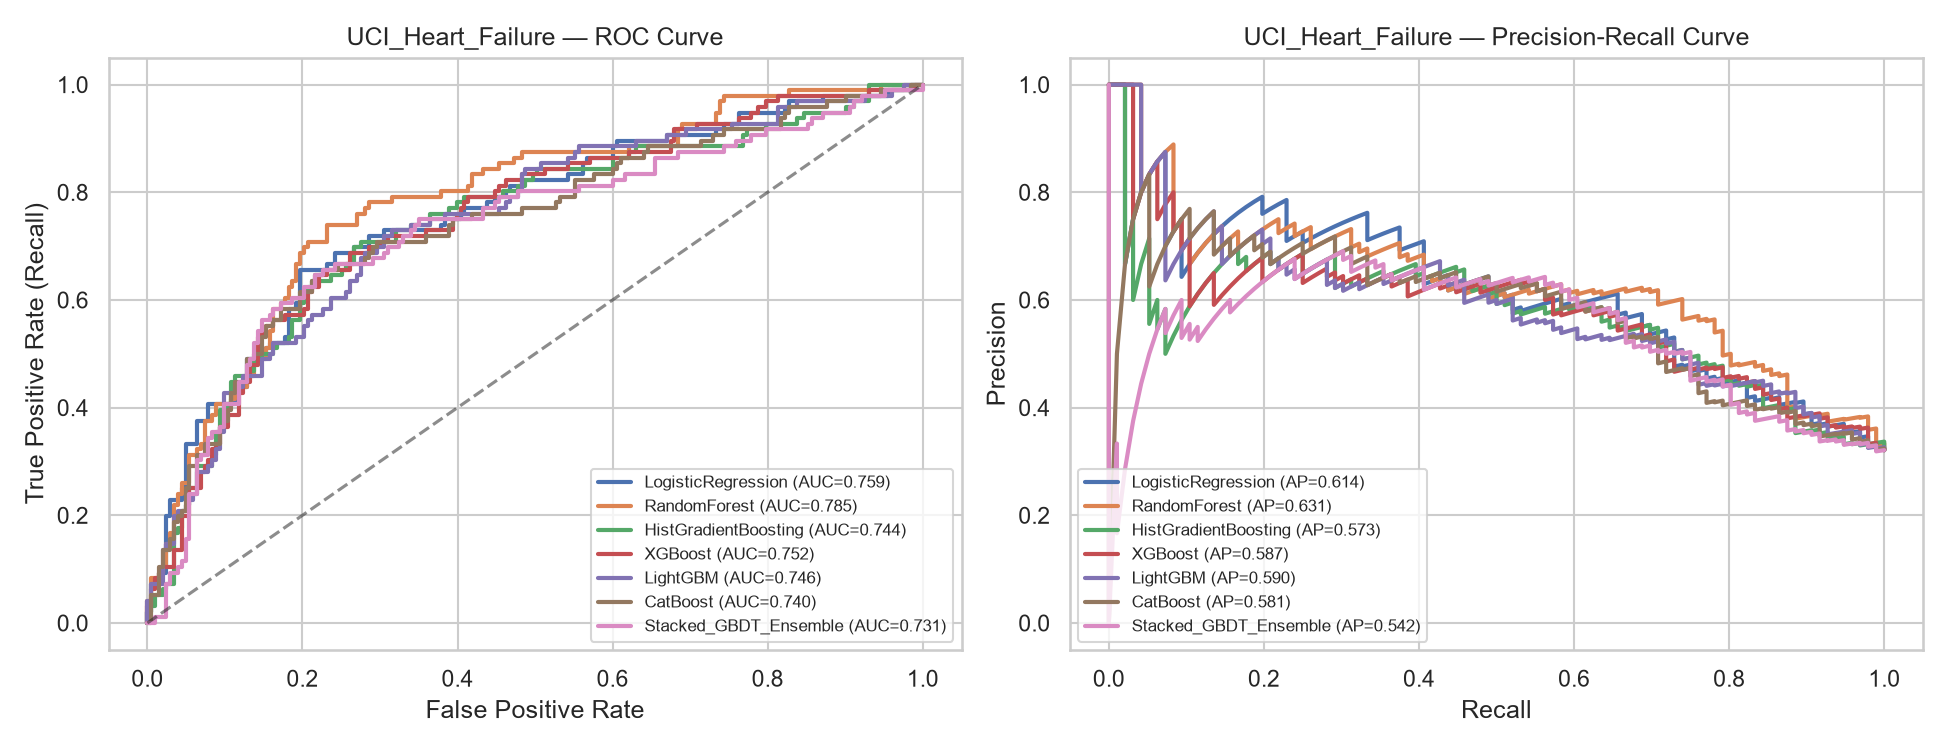 UCI_Heart_Failure — ROC Curve
True Positive Rate (Recall)
1.0
0.8
0.6
0.4
0.2
0.0
LogisticRegression (AUC=0.759)
RandomForest (AUC=0.785)
HistGradientBoosting (AUC=0.744)
XGBoost (AUC=0.752)
LightGBM (AUC=0.746)
CatBoost (AUC=0.740)
Stacked_GBDT_Ensemble (AUC=0.731)
0.0 0.2 0.4 0.6 0.8 1.0
False Positive Rate
UCI_Heart_Failure — Precision-Recall Curve
Precision
1.0
0.8
0.6
0.4
0.2
0.0
LogisticRegression (AP=0.614)
RandomForest (AP=0.631)
HistGradientBoosting (AP=0.573)
XGBoost (AP=0.587)
LightGBM (AP=0.590)
CatBoost (AP=0.581)
Stacked_GBDT_Ensemble (AP=0.542)
0.0 0.2 0.4 0.6 0.8 1.0
Recall